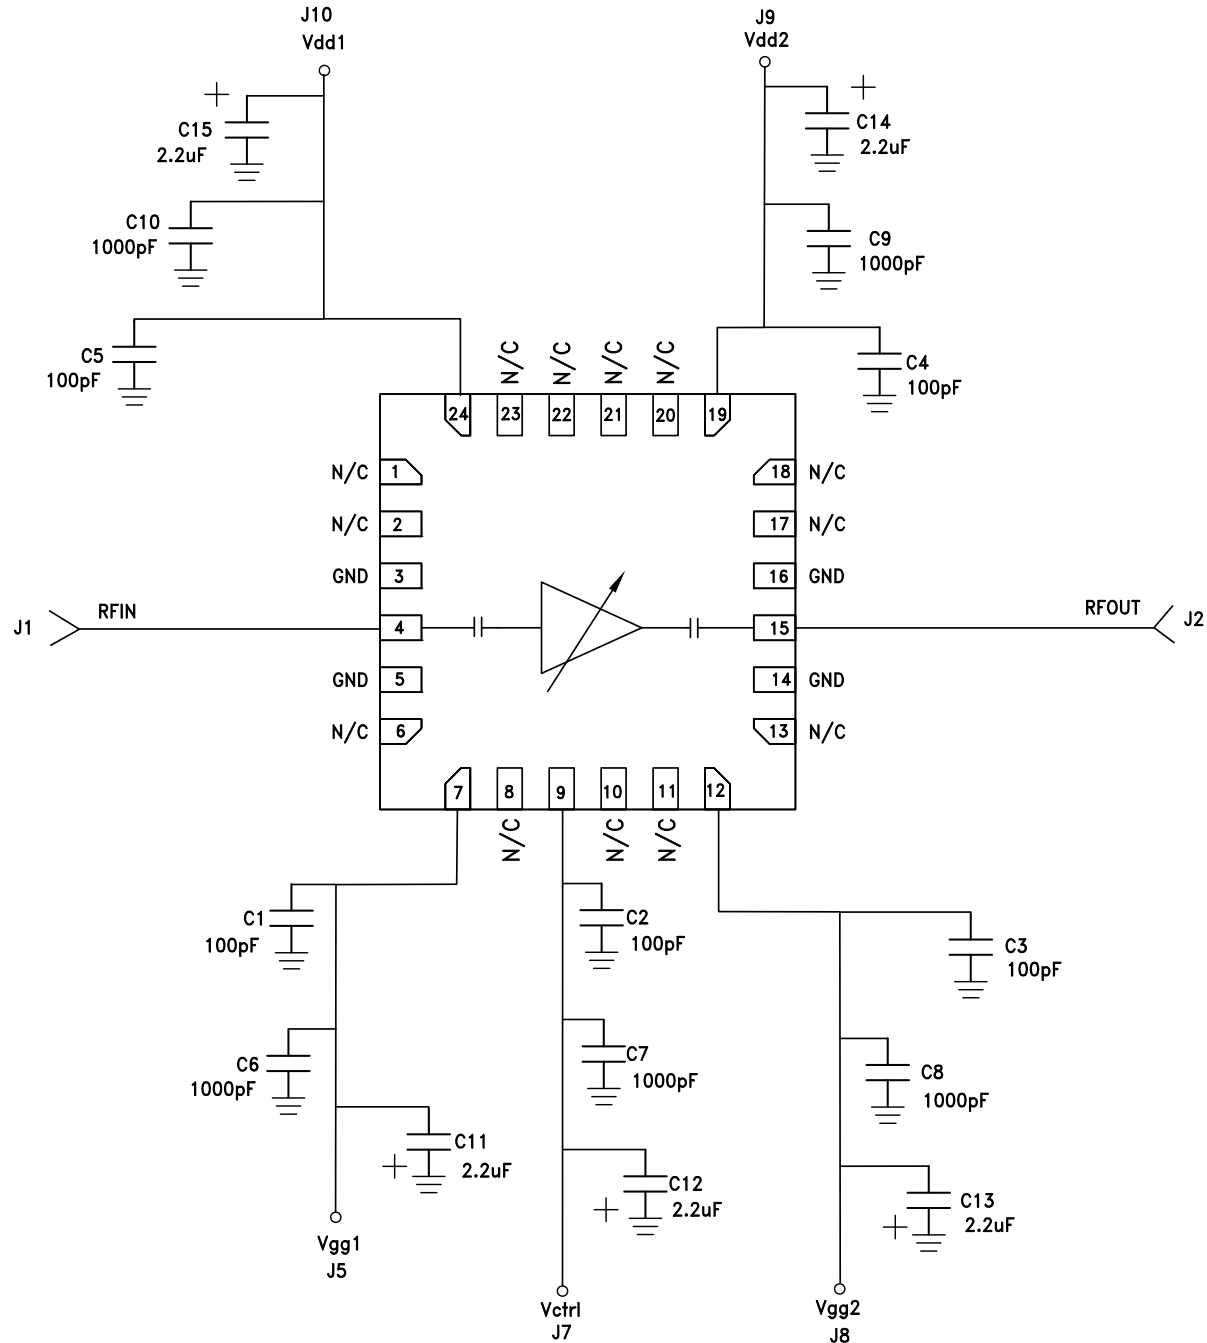 J10
Vdd1
J9
Vdd2
+
C15
2.2uF
+
C14
2.2uF
C10
1000pF
C9
1000pF
C5
100pF
C4
100pF
N/C
N/C
N/C
N/C
24
23
22
21
20
19
N/C 1
18 N/C
N/C 2
17 N/C
GND 3
16 GND
J1
RFIN
4
15
RFOUT
J2
GND 5
14 GND
N/C 6
13 N/C
7
8
9
10
11
12
N/C
N/C
N/C
C1
100pF
C2
100pF
C3
100pF
C6
1000pF
C7
1000pF
C8
1000pF
C11
+
2.2uF
C12
+
2.2uF
C13
+
2.2uF
Vgg1
J5
Vctrl
J7
Vgg2
J8